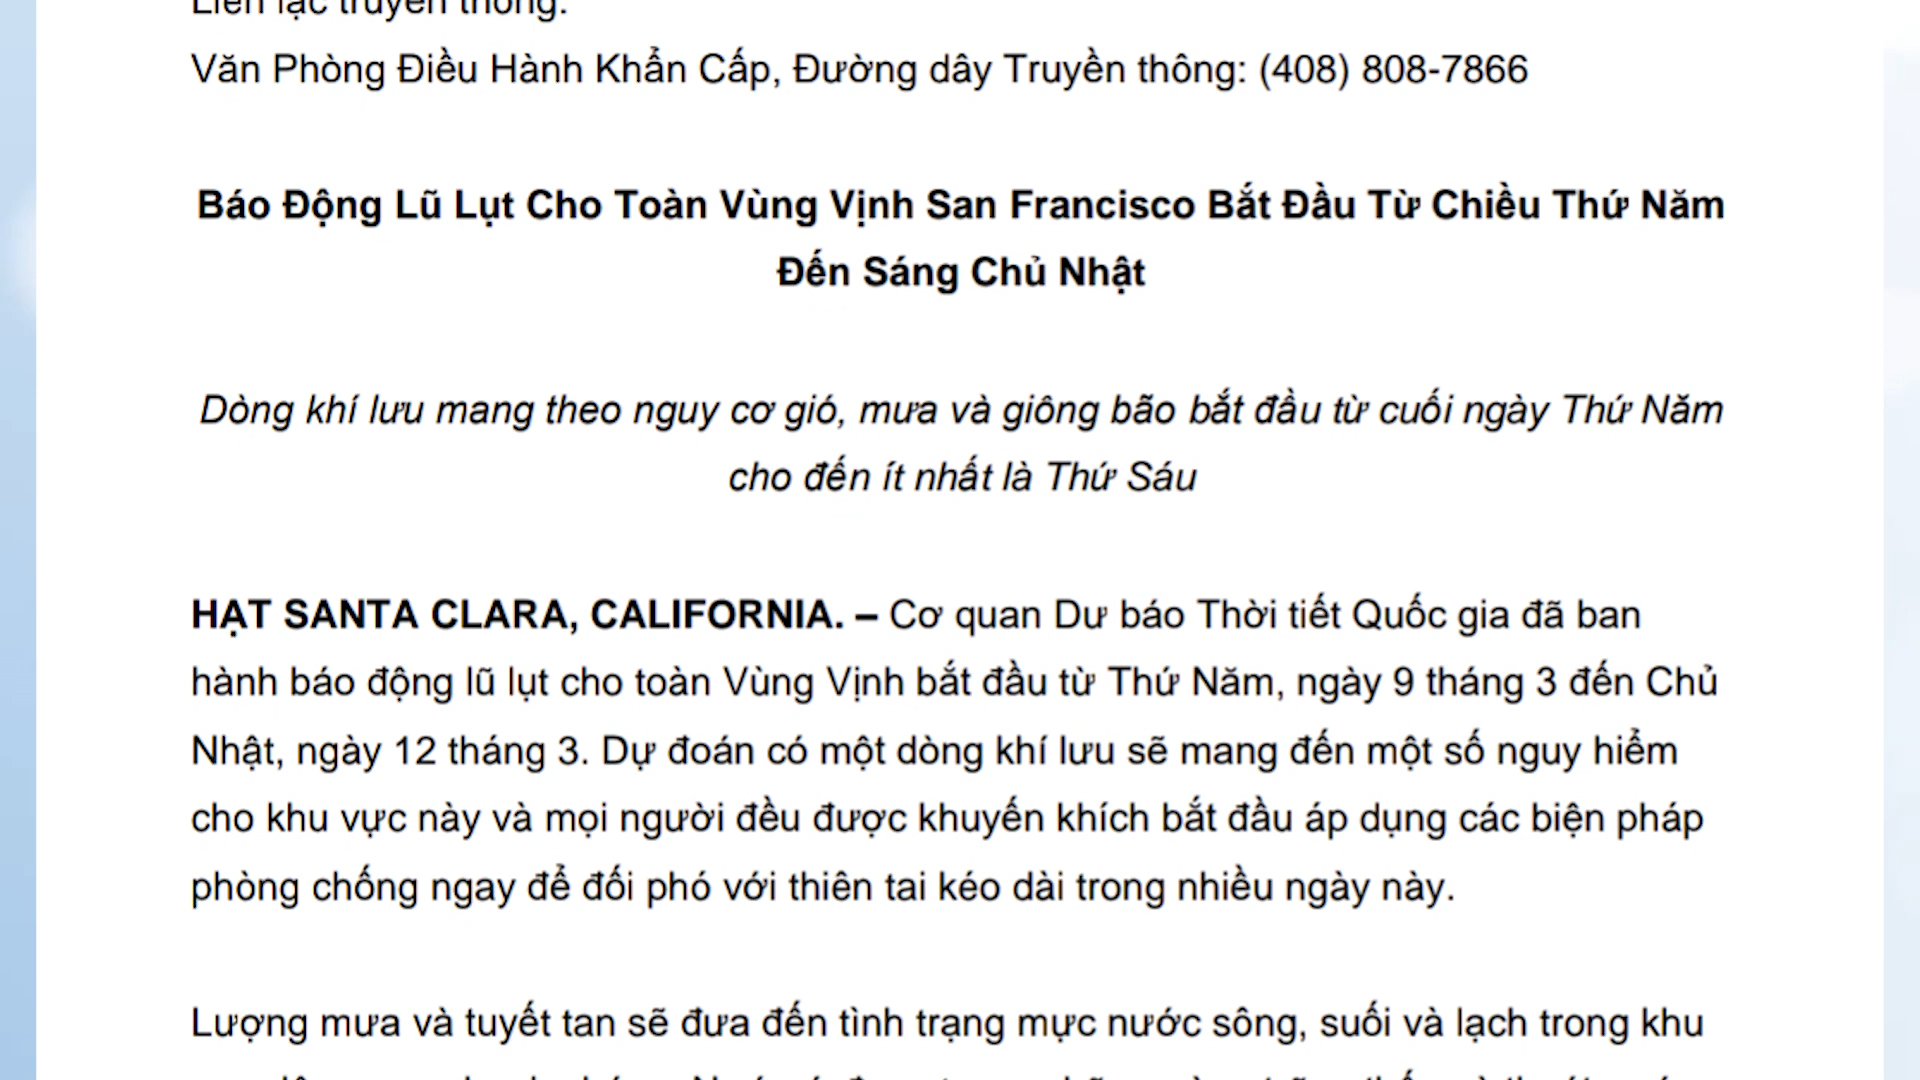 Liên lạc truyền thông:
Văn Phòng Điều Hành Khẩn Cấp, Đường dây Truyền thông: (408) 808-7866
Báo Động Lũ Lụt Cho Toàn Vùng Vịnh San Francisco Bắt Đầu Từ Chiều Thứ Năm
Đến Sáng Chủ Nhật
Dòng khí lưu mang theo nguy cơ gió, mưa và giông bão bắt đầu từ cuối ngày Thứ Năm
cho đến ít nhất là Thứ Sáu
HẠT SANTA CLARA, CALIFORNIA. – Cơ quan Dư báo Thời tiết Quốc gia đã ban
hành báo động lũ lụt cho toàn Vùng Vịnh bắt đầu từ Thứ Năm, ngày 9 tháng 3 đến Chủ
Nhật, ngày 12 tháng 3. Dự đoán có một dòng khí lưu sẽ mang đến một số nguy hiểm
cho khu vực này và mọi người đều được khuyến khích bắt đầu áp dụng các biện pháp
phòng chống ngay để đối phó với thiên tai kéo dài trong nhiều ngày này.
Lượng mưa và tuyết tan sẽ đưa đến tình trạng mực nước sông, suối và lạch trong khu